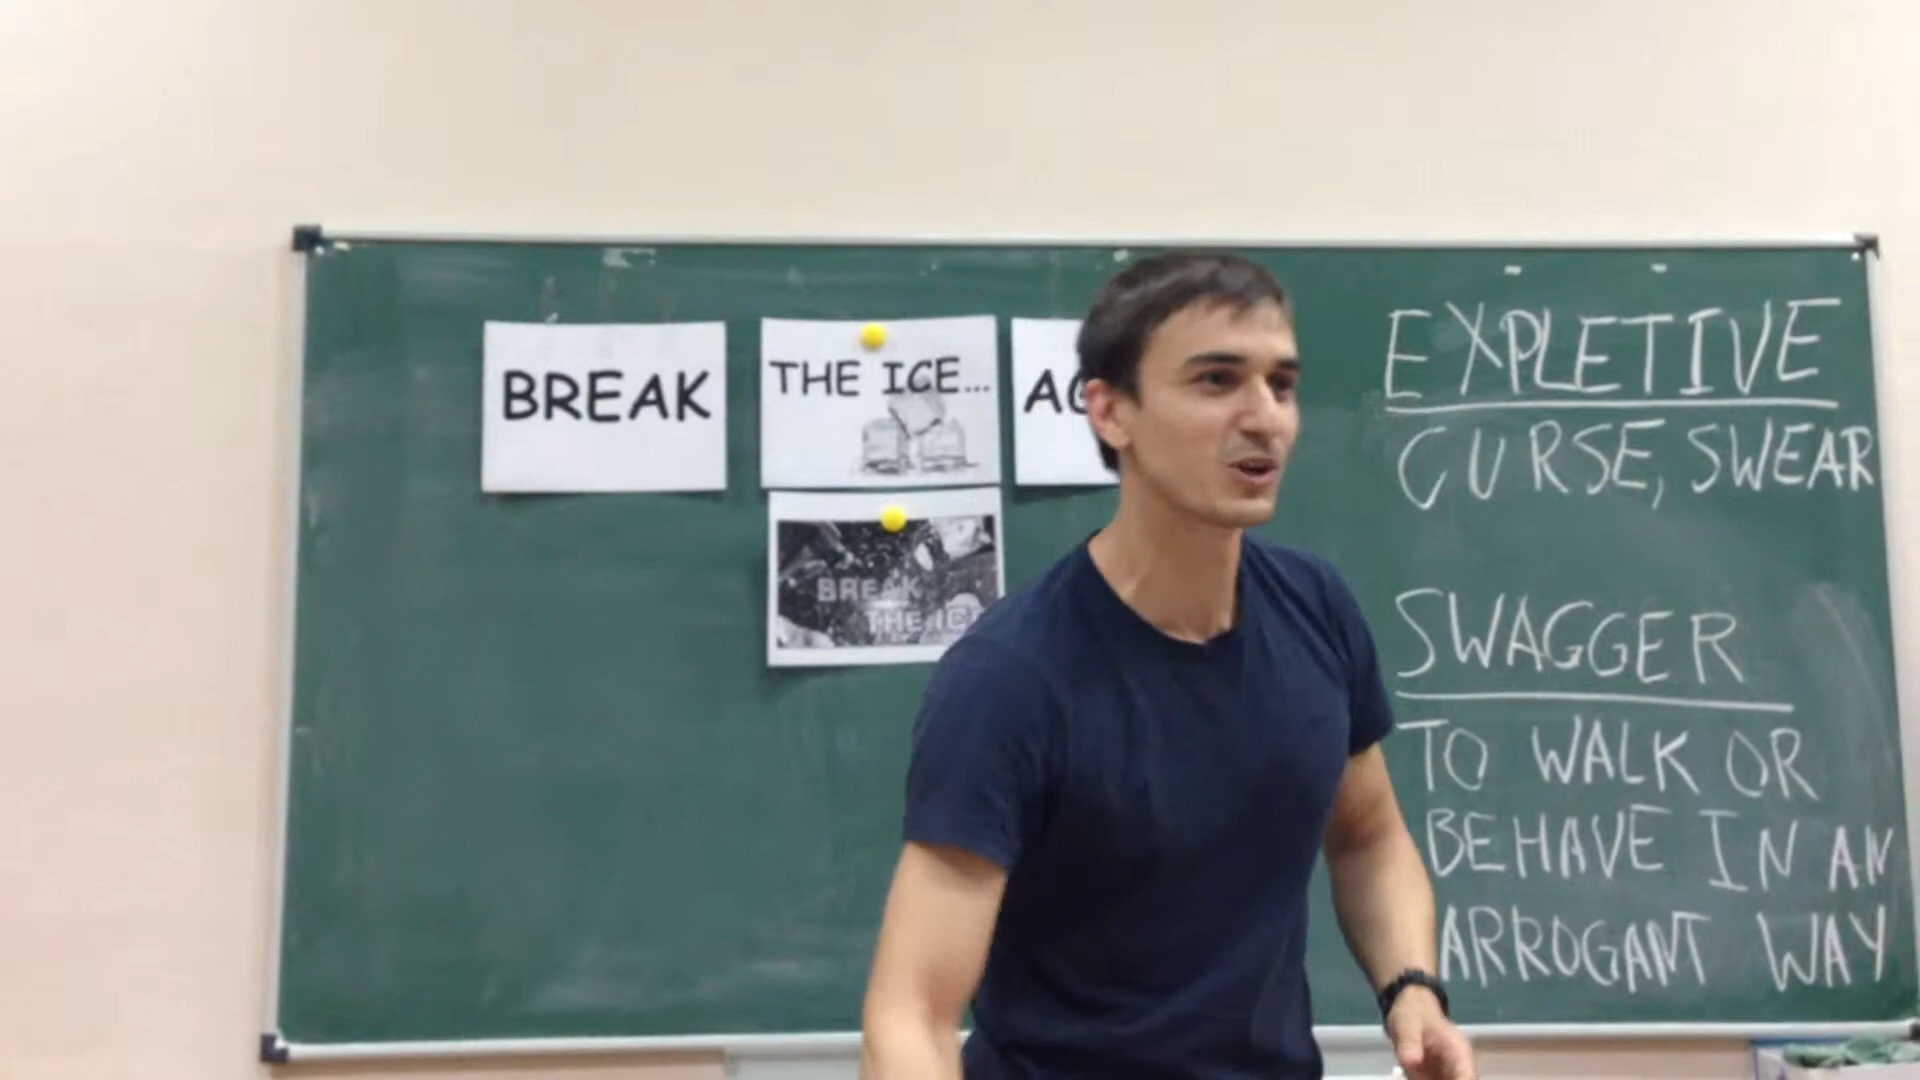 BREAK
THE ICE...
BREAK
THE ICE
EXPLETIVE
CURSE, SWEAR
SWAGGER
TO WALK OR
BEHAVE IN AN
ARROGANT WAY